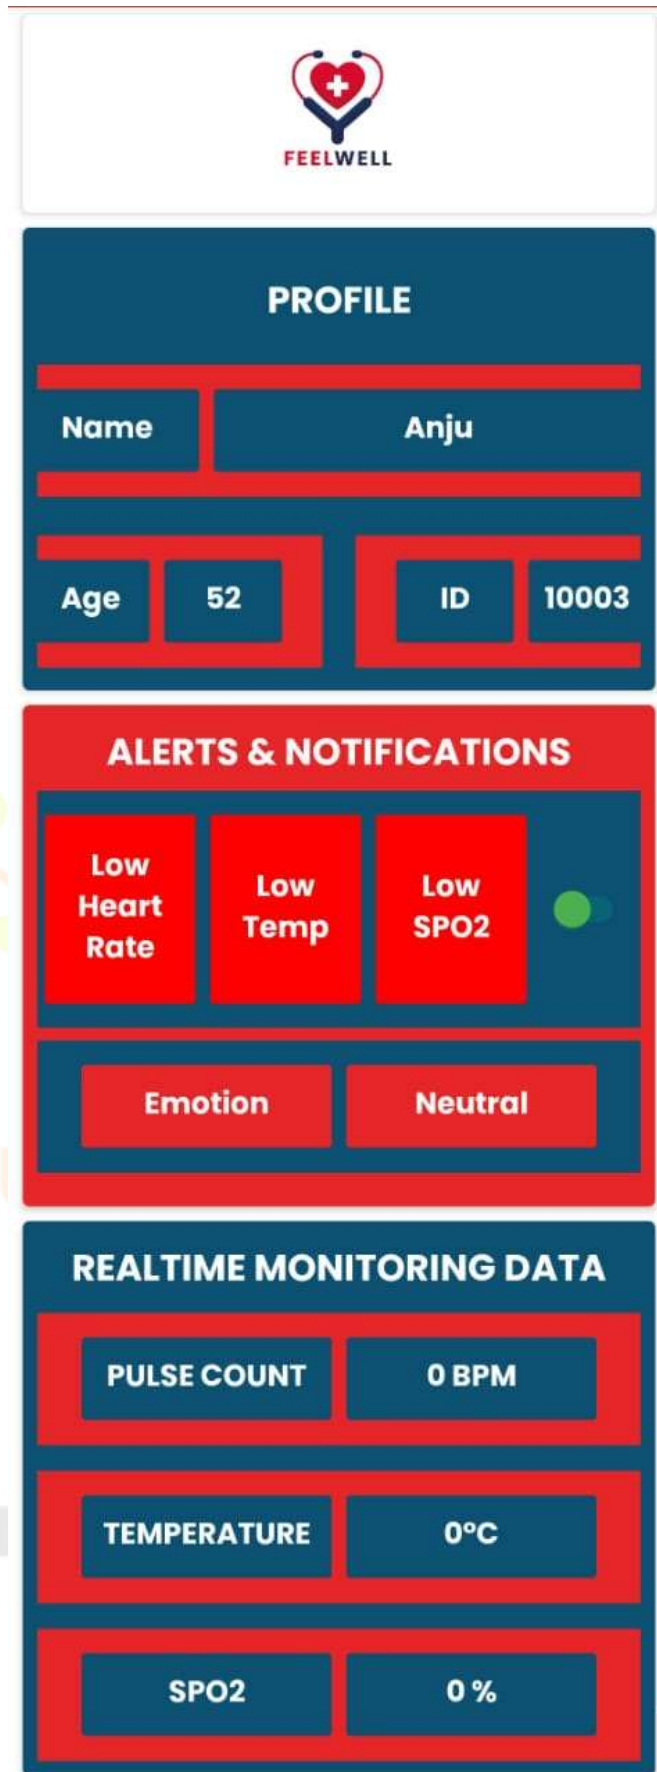 FEELWELL
PROFILE
Name Anju
Age 52 ID 10003
ALERTS & NOTIFICATIONS
Low
Heart
Rate
Low
Temp
Low
SPO2
Emotion Neutral
REALTIME MONITORING DATA
PULSE COUNT 0 BPM
TEMPERATURE 0°C
SPO2 0 %